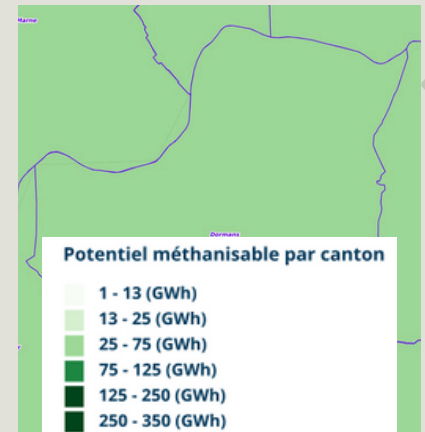 Marne
Dormans
Potentiel méthanisable par canton
1 - 13 (GWh)
13 - 25 (GWh)
25 - 75 (GWh)
75 - 125 (GWh)
125 - 250 (GWh)
250 - 350 (GWh)